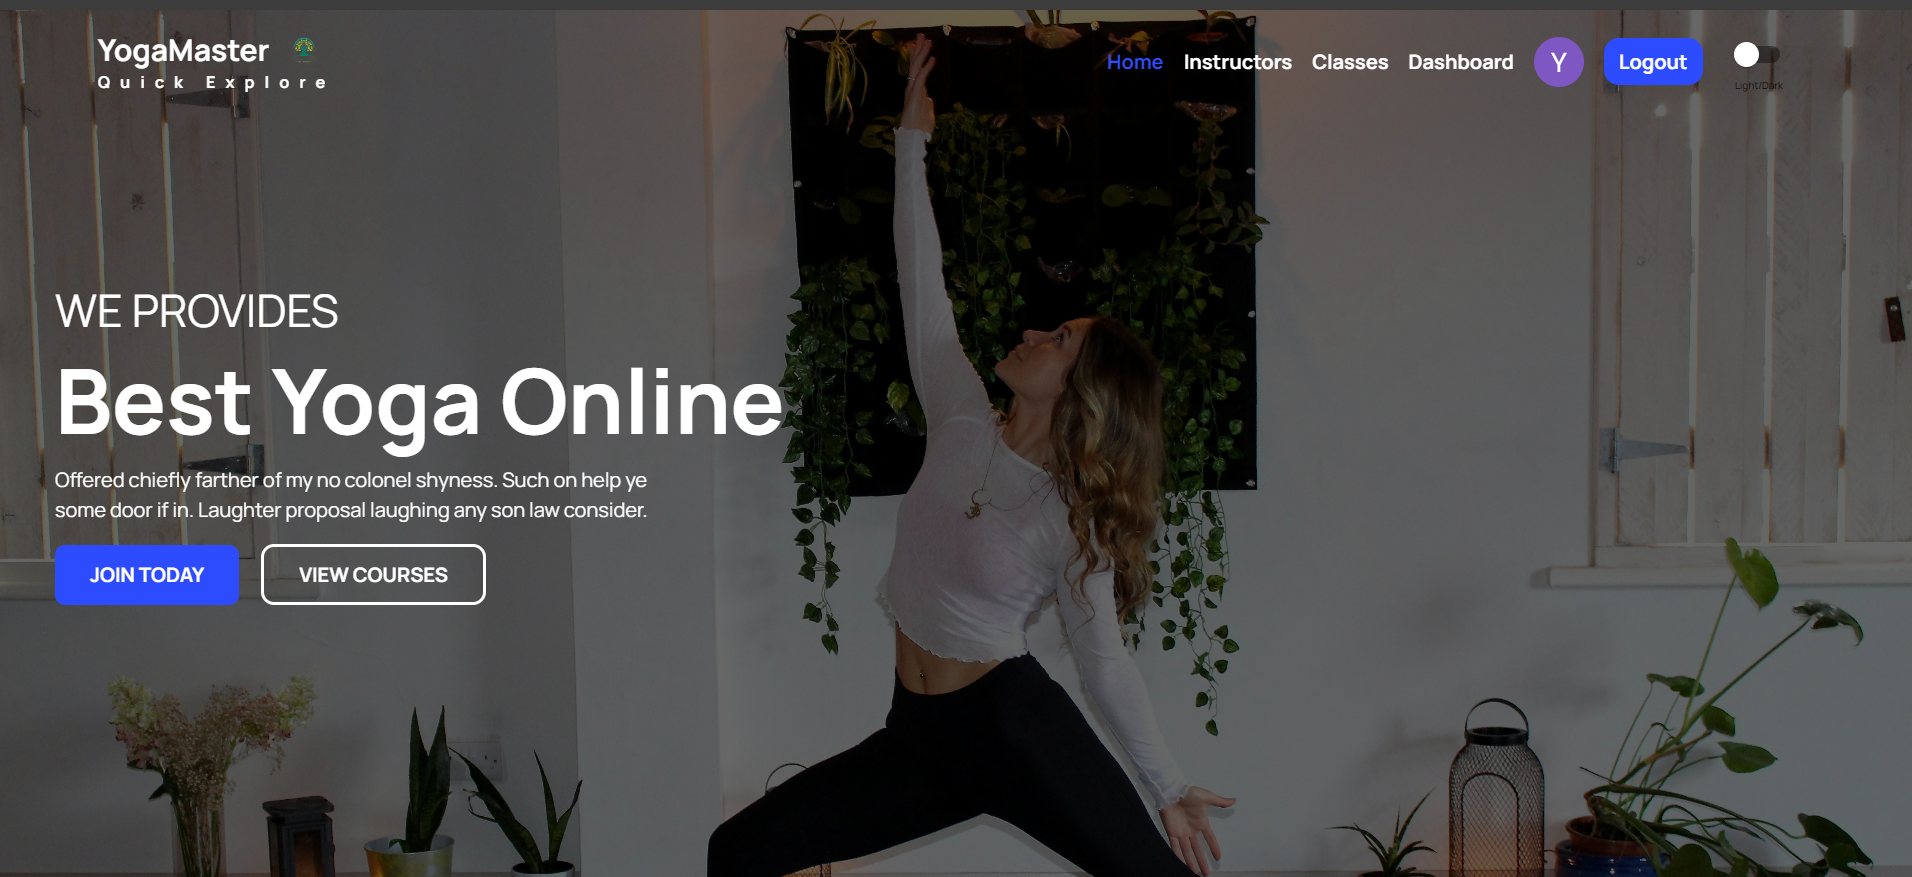 YogaMaster
Quick Explore
Home Instructors Classes Dashboard Y Logout
Light/Dark
WE PROVIDES
Best Yoga Online
Offered chiefly farther of my no colonel shyness. Such on help ye
some door if in. Laughter proposal laughing any son law consider.
JOIN TODAY VIEW COURSES